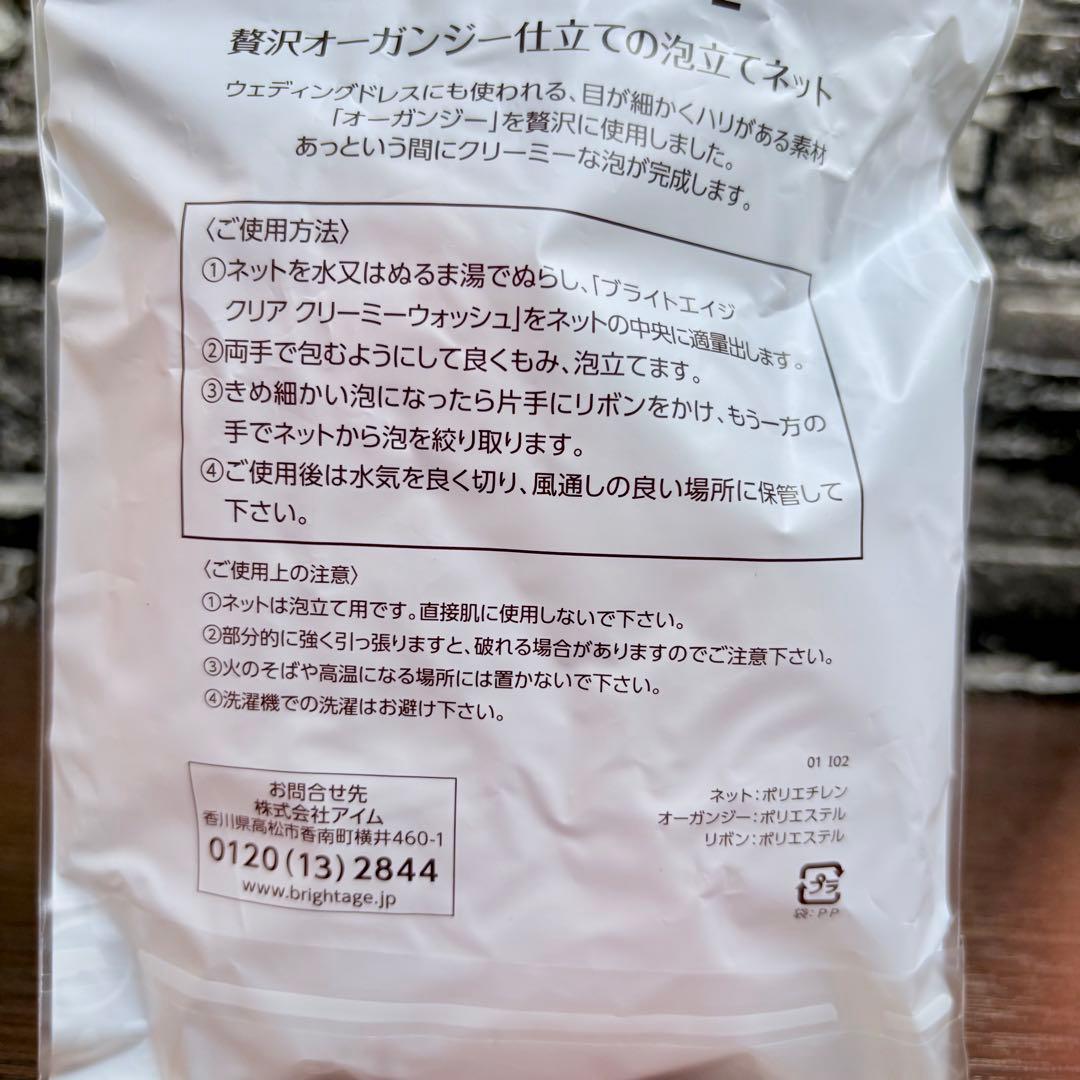 贅沢オーガンジー仕立ての泡立てネット
ウェディングドレスにも使われる、目が細かくハリがある素材
「オーガンジー」を贅沢に使用しました。
あっという間にクリーミーな泡が完成します。
〈ご使用方法〉
①ネットを水又はぬるま湯でぬらし、「ブライトエイジ
クリア クリーミーウォッシュ」をネットの中央に適量出します。
②両手で包むようにして良くもみ、泡立てます。
③きめ細かい泡になったら片手にリボンをかけ、もう一方の
手でネットから泡を絞り取ります。
④ご使用後は水気を良く切り、風通しの良い場所に保管して
下さい。
〈ご使用上の注意〉
①ネットは泡立て用です。直接肌に使用しないで下さい。
②部分的に強く引っ張りますと、破れる場合がありますのでご注意下さい。
③火のそばや高温になる場所には置かないで下さい。
④洗濯機での洗濯はお避け下さい。
お問合せ先
株式会社アイム
香川県高松市香南町横井460-1
0120(13)2844
www.brightage.jp
01 I02
ネット:ポリエチレン
オーガンジー:ポリエステル
リボン:ポリエステル
プラ
袋:PP